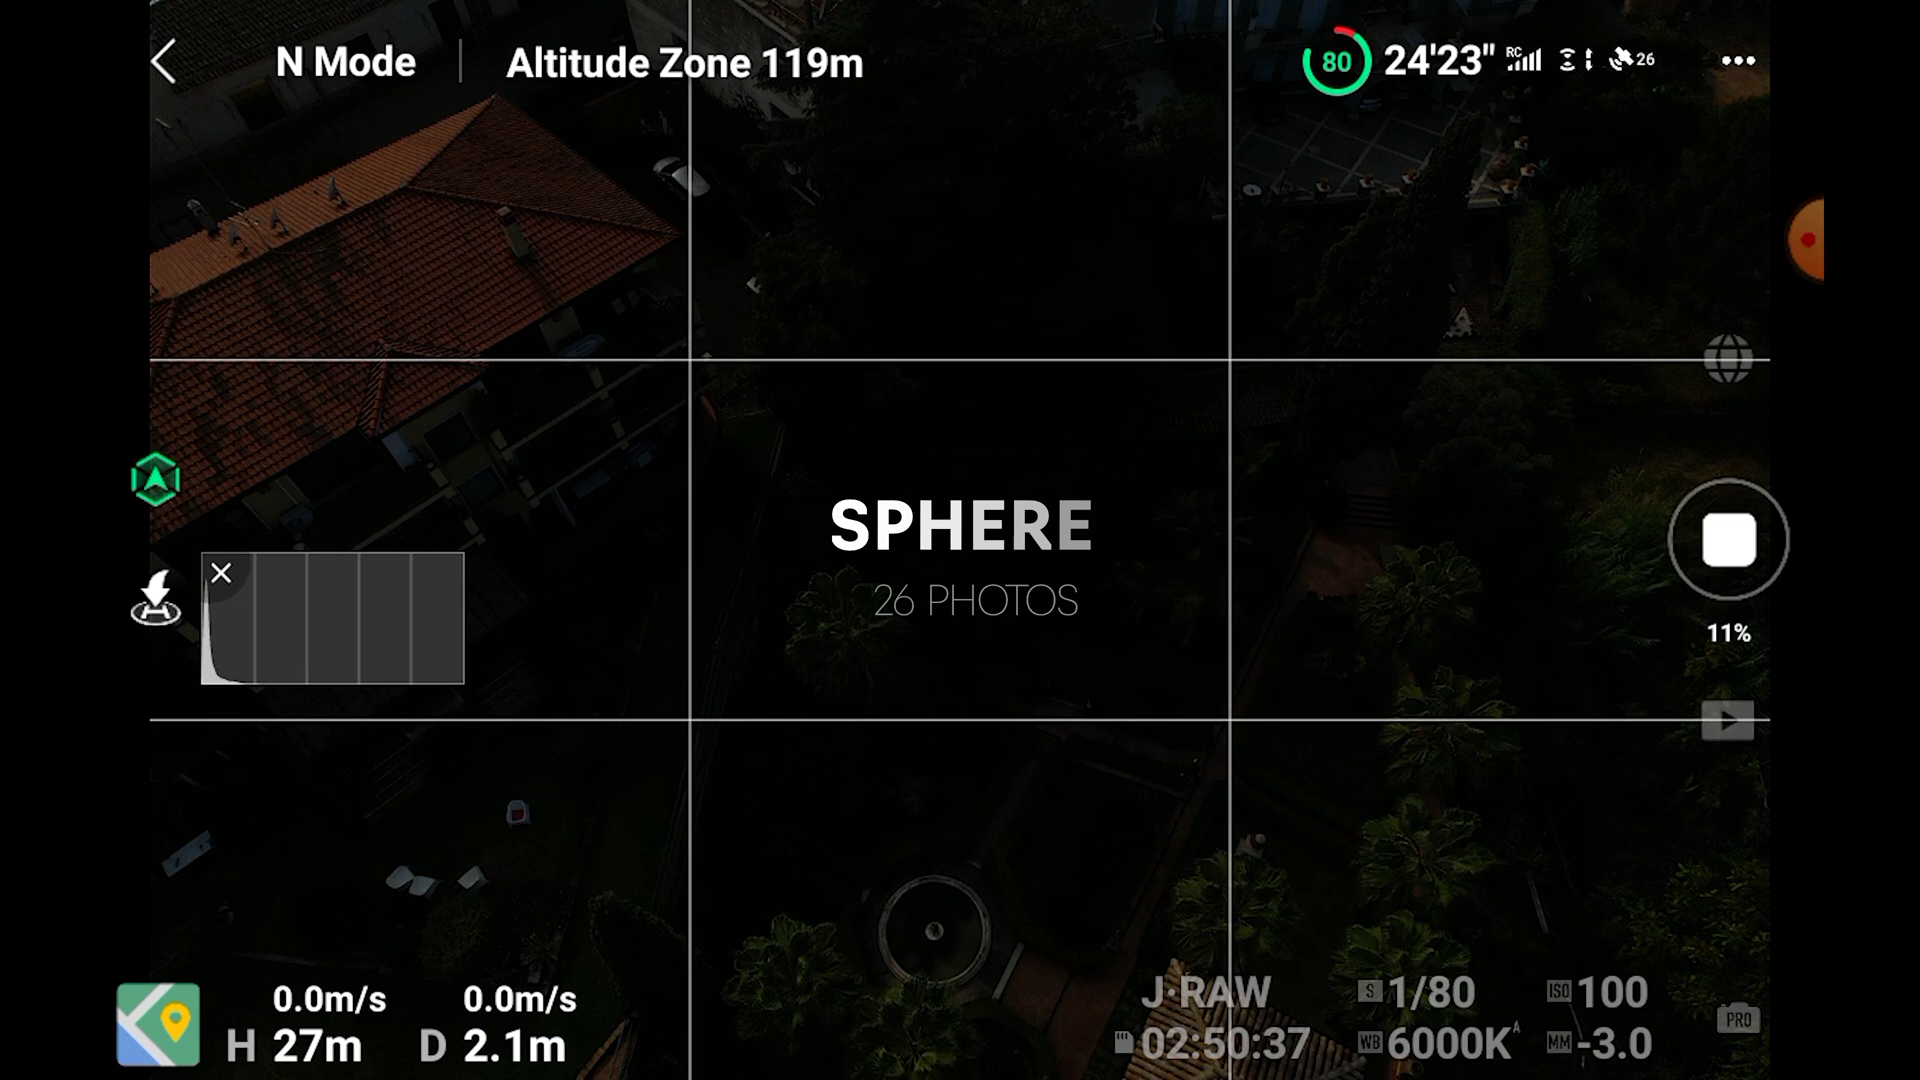 N Mode
Altitude Zone 119m
80
24'23"
RC
26
SPHERE
26 PHOTOS
11%
0.0m/s
0.0m/s
H 27m
D 2.1m
J·RAW
S 1/80
ISO 100
02:50:37
WB 6000K A
MM -3.0
PRO